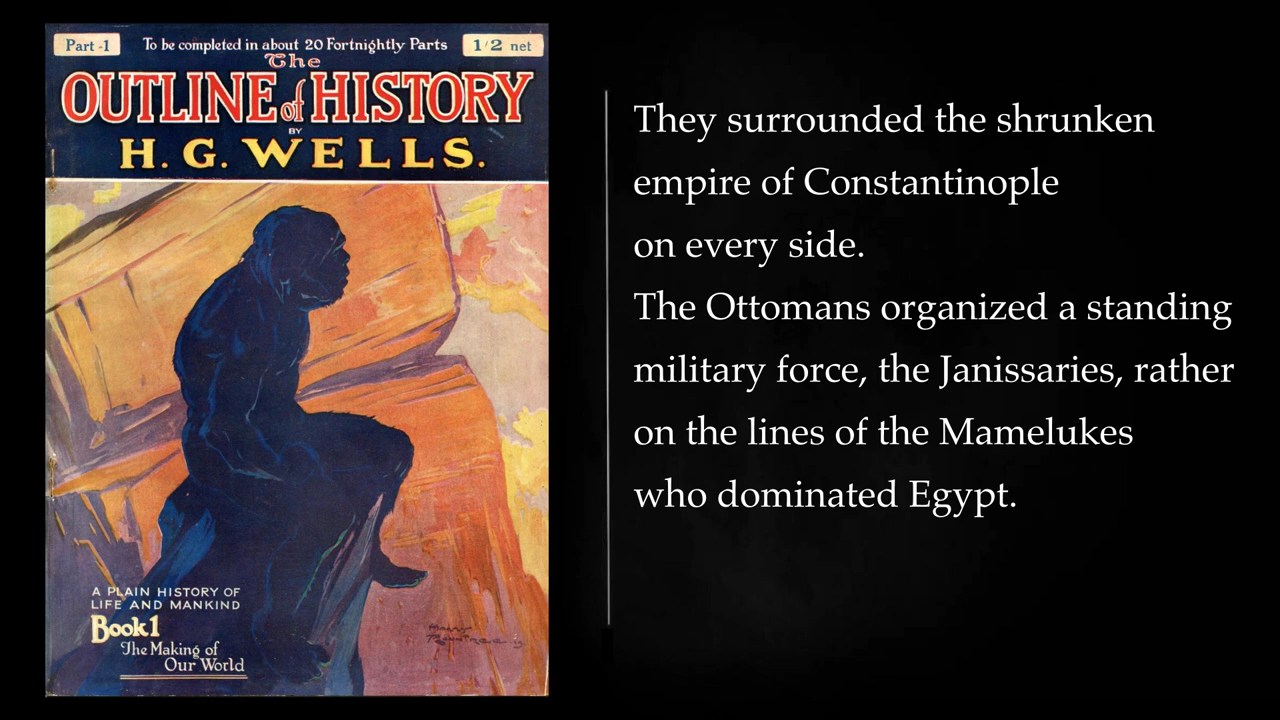 Part -1
To be completed in about 20 Fortnightly Parts
1/2 net
The
OUTLINE of HISTORY
BY
H. G. WELLS.
A PLAIN HISTORY OF
LIFE AND MANKIND
Book 1
The Making of
Our World
They surrounded the shrunken
empire of Constantinople
on every side.
The Ottomans organized a standing
military force, the Janissaries, rather
on the lines of the Mamelukes
who dominated Egypt.